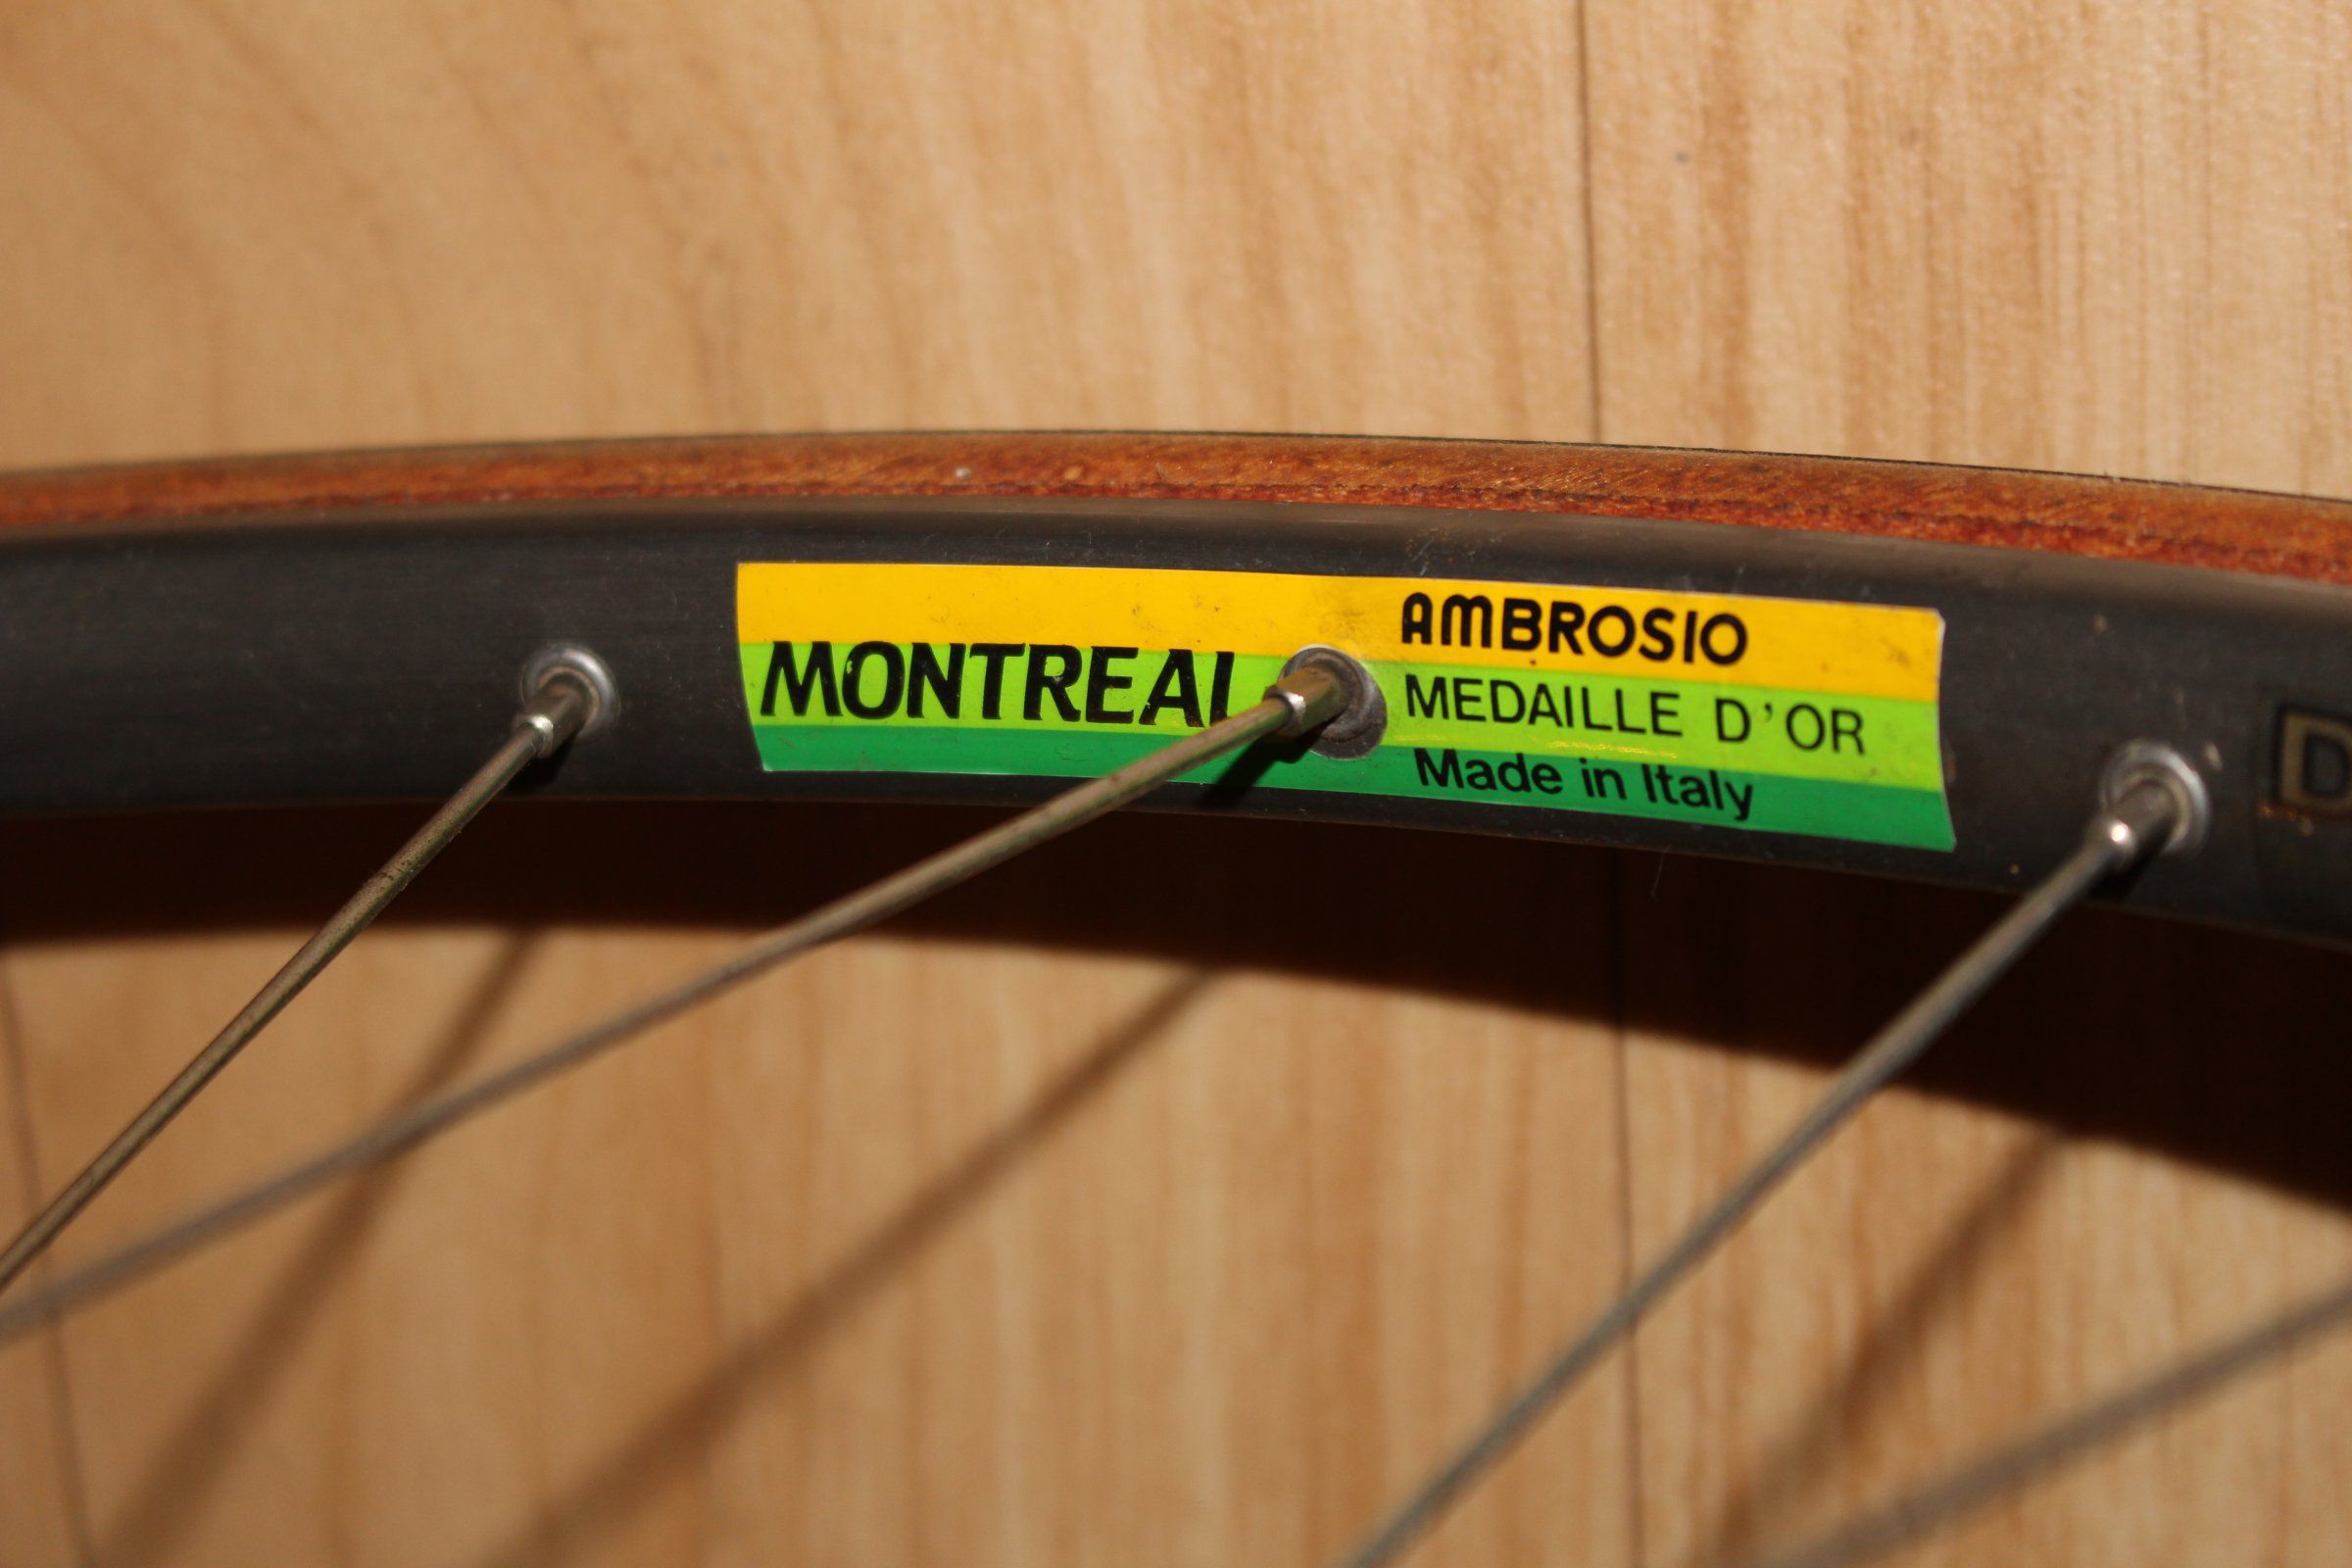 MONTREAL
AMBROSIO
MEDAILLE D'OR
Made in Italy
D